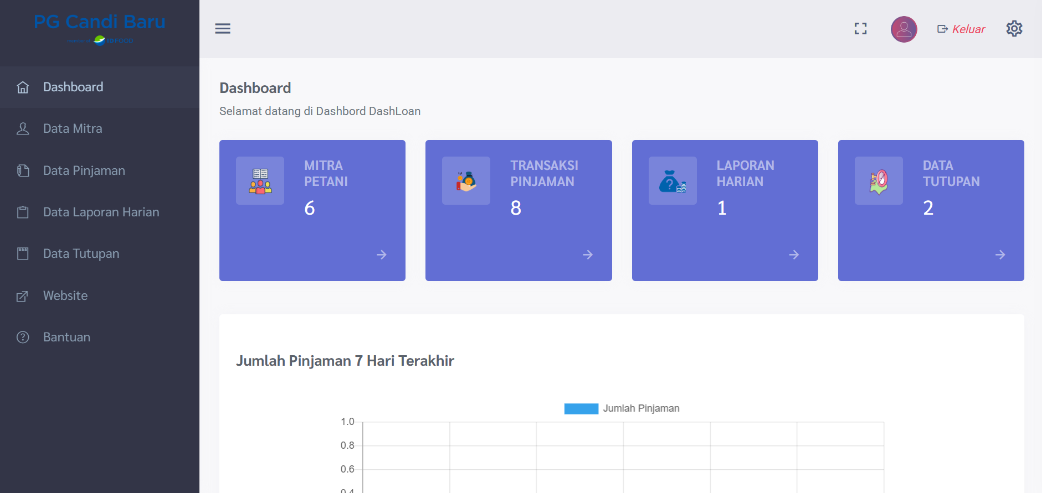 PG Candi Baru
Keluar
Dashboard
Data Mitra
Data Pinjaman
Data Laporan Harian
Data Tutupan
Website
Bantuan
Dashboard
Selamat datang di Dashbord DashLoan
MITRA
PETANI
6
TRANSAKSI
PINJAMAN
8
LAPORAN
HARIAN
1
DATA
TUTUPAN
2
Jumlah Pinjaman 7 Hari Terakhir
Jumlah Pinjaman
1.0
0.8
0.6
0.4